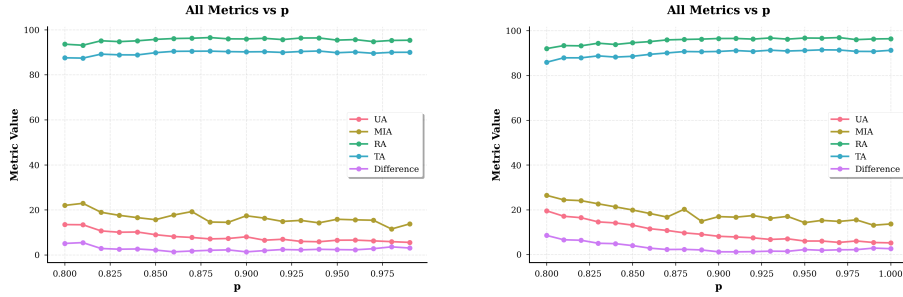 All Metrics vs p
100
80
60
40
20
0
Metric Value
UA
MIA
RA
TA
Difference
0.800 0.825 0.850 0.875 0.900 0.925 0.950 0.975
p
All Metrics vs p
100
80
60
40
20
0
Metric Value
UA
MIA
RA
TA
Difference
0.800 0.825 0.850 0.875 0.900 0.925 0.950 0.975 1.000
p